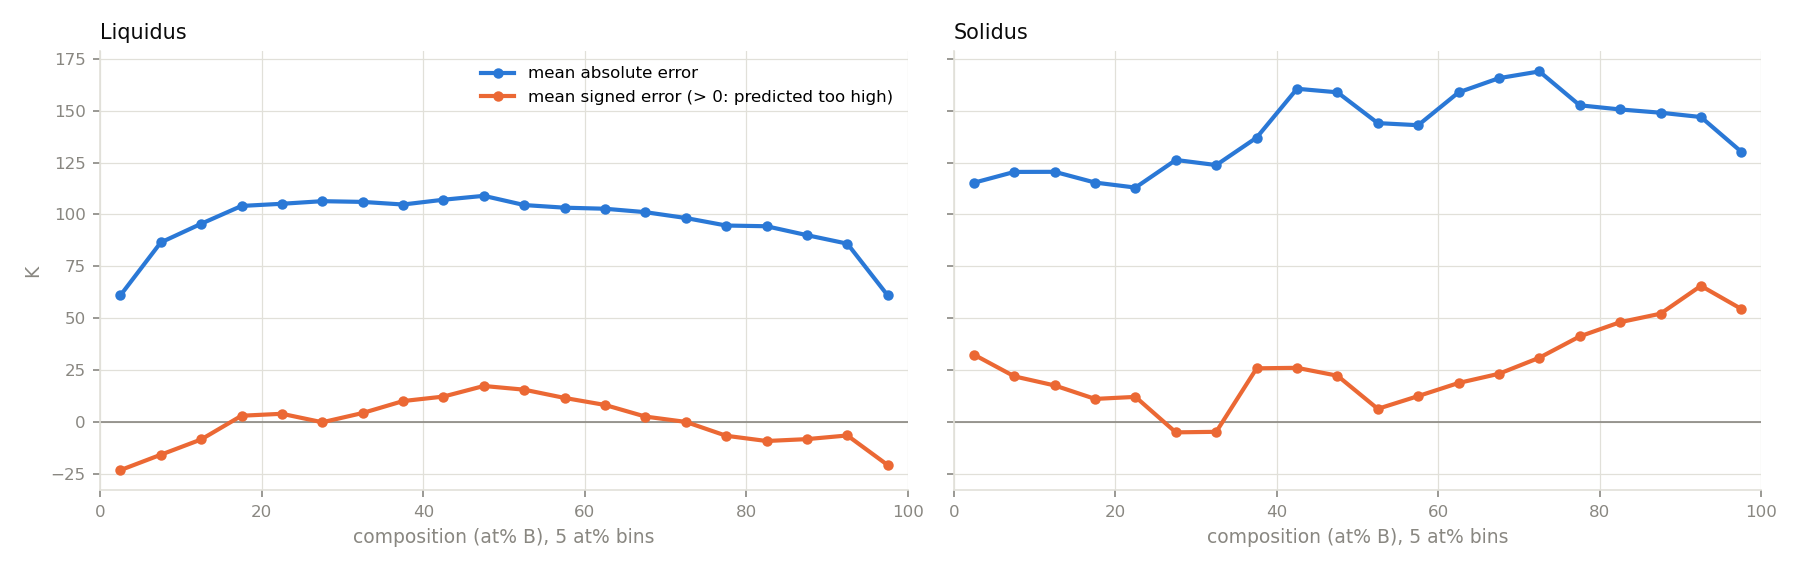 Liquidus
Solidus
mean absolute error
mean signed error (> 0: predicted too high)
K
175
150
125
100
75
50
25
0
−25
0 20 40 60 80 100
0 20 40 60 80 100
composition (at% B), 5 at% bins
composition (at% B), 5 at% bins